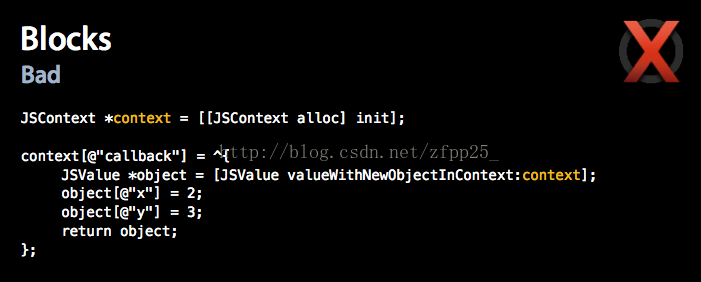 Blocks
Bad
JSContext *context = [[JSContext alloc] init];
context[@"callback"] = ^{
http://blog.csdn.net/zfpp25_
JSValue *object = [JSValue valueWithNewObjectInContext:context];
object[@"x"] = 2;
object[@"y"] = 3;
return object;
};